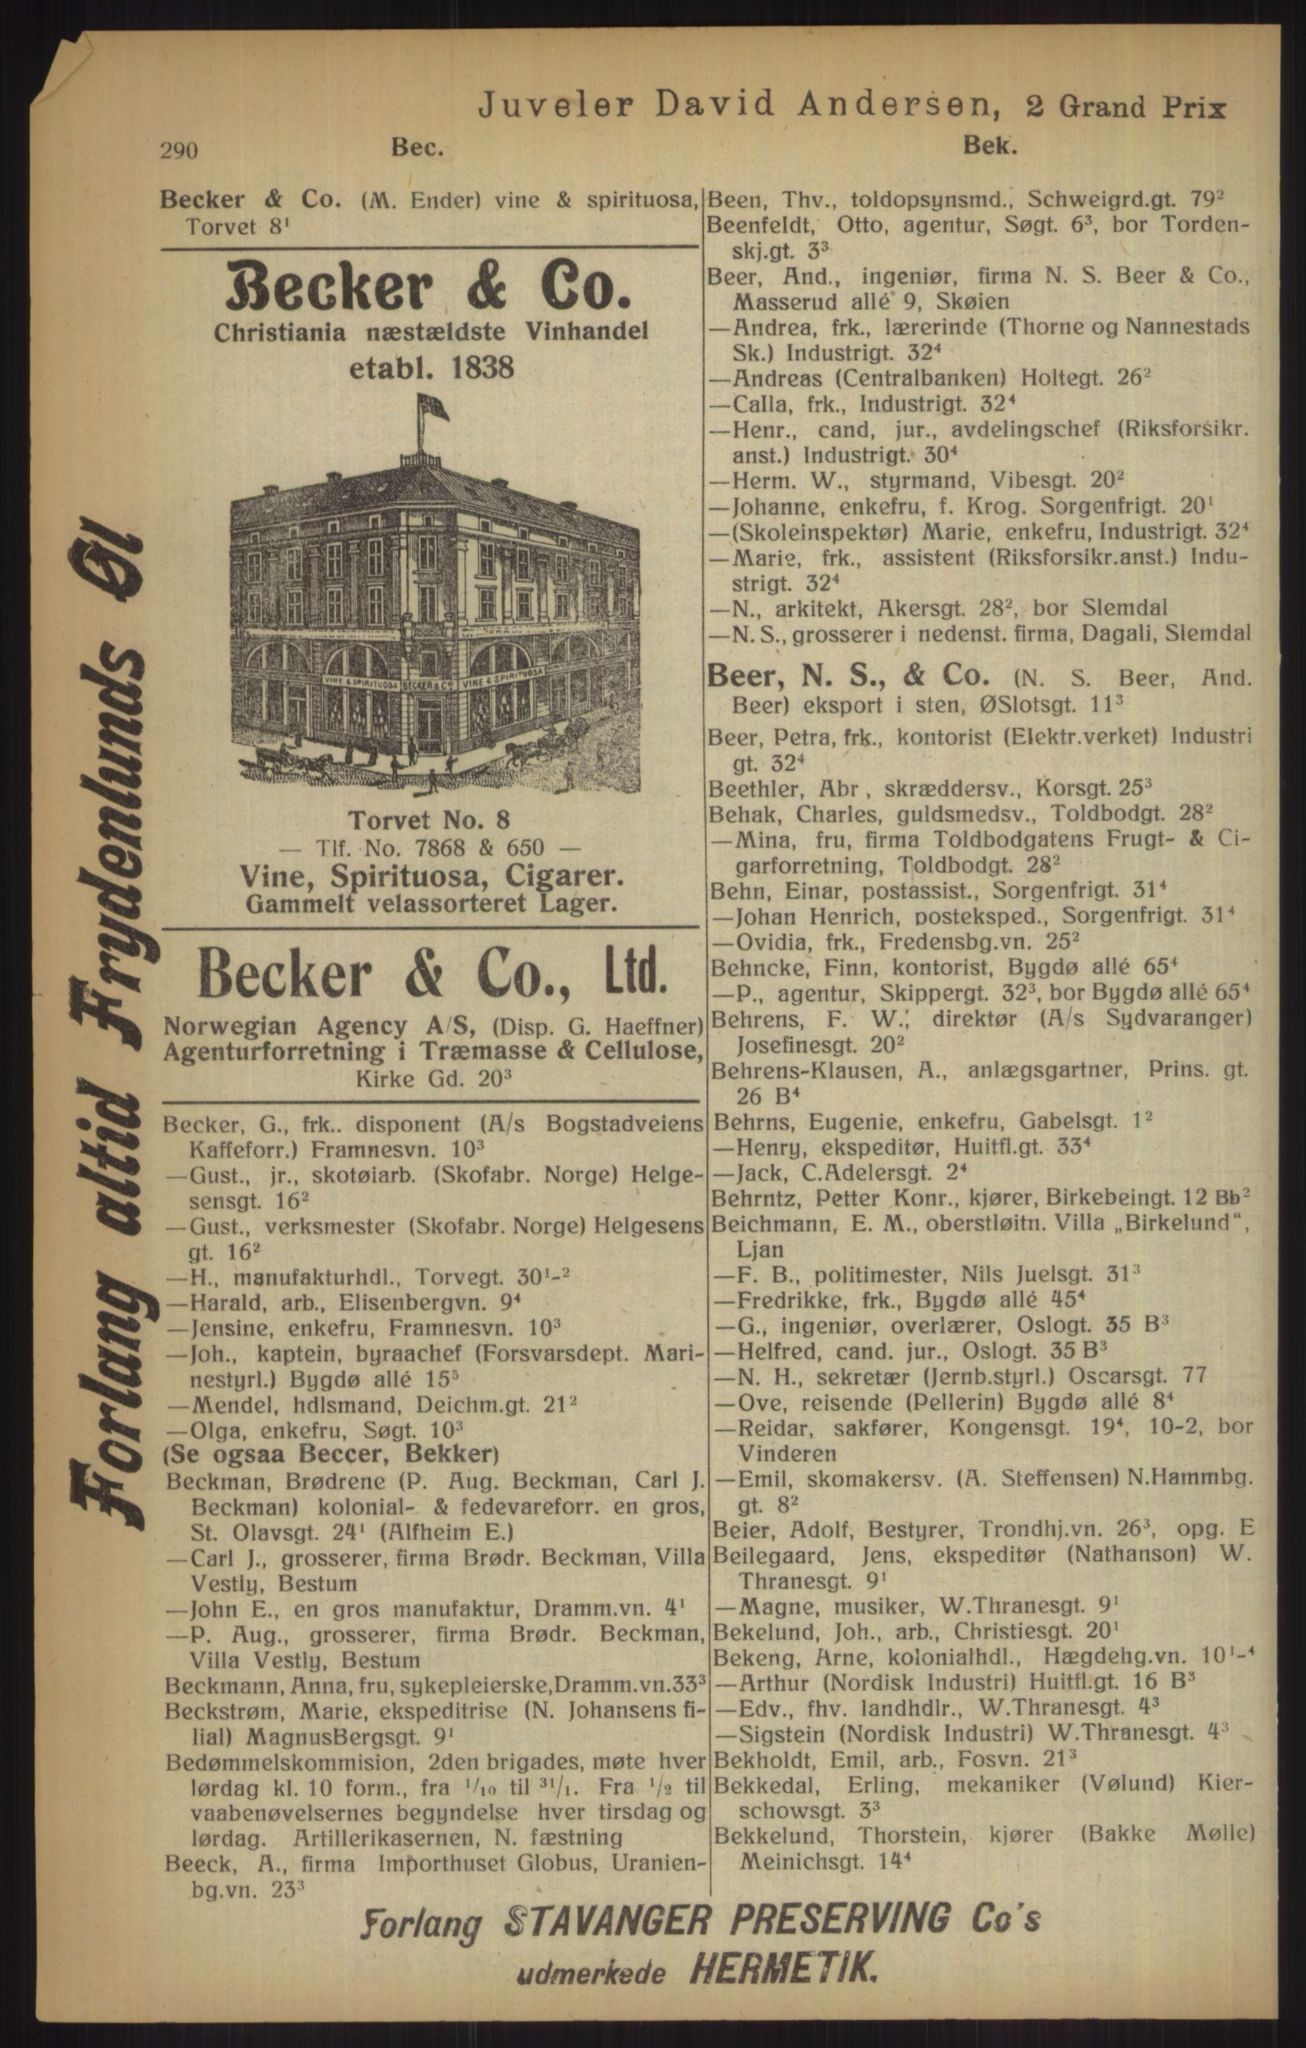 Juveler David Andersen, 2 Grand Prix
290
Bec.
Bek.
Becker & Co. (M. Ender) vine & spirituosa,
Torvet 8¹
Becker & Co.
Christiania næstældste Vinhandel
etabl. 1838
VINE & SPIRITUOSA BECKER & CO VINE & SPIRITUOSA
Torvet No. 8
— Tlf. No. 7868 & 650 —
Vine, Spirituosa, Cigarer.
Gammelt velassorteret Lager.
Becker & Co., Ltd.
Norwegian Agency A/S, (Disp. G. Haeffner)
Agenturforretning i Træmasse & Cellulose,
Kirke Gd. 20³
Becker, G., frk.. disponent (A/s Bogstadveiens
Kaffeforr.) Framnesvn. 10³
—Gust., jr., skotøiarb. (Skofabr. Norge) Helge-
sensgt. 16²
—Gust., verksmester (Skofabr. Norge) Helgesens
gt. 16²
—H., manufakturhdl., Torvegt. 30¹-²
—Harald, arb., Elisenbergvn. 9⁴
—Jensine, enkefru, Framnesvn. 10³
—Joh., kaptein, byraachef (Forsvarsdept. Mari-
nestyrl.) Bygdø allé 15³
—Mendel, hdlsmand, Deichm.gt. 21²
—Olga, enkefru, Søgt. 10³
(Se ogsaa Beccer, Bekker)
Beckman, Brødrene (P. Aug. Beckman, Carl J.
Beckman) kolonial- & fedevareforr. en gros,
St. Olavsgt. 24¹ (Alfheim E.)
—Carl J., grosserer, firma Brødr. Beckman, Villa
Vestly, Bestum
—John E., en gros manufaktur, Dramm.vn. 4¹
—P. Aug., grosserer, firma Brødr. Beckman,
Villa Vestly, Bestum
Beckmann, Anna, fru, sykepleierske, Dramm.vn.33³
Beckstrøm, Marie, ekspeditrise (N. Johansens fi-
lial) MagnusBergsgt. 9¹
Bedømmelskommision, 2den brigades, møte hver
lørdag kl. 10 form., fra ¹/₁₀ til ³¹/₁. Fra ¹/₂ til
vaabenøvelsernes begyndelse hver tirsdag og
lørdag. Artillerikasernen, N. fæstning
Beeck, A., firma Importhuset Globus, Uranien-
bg.vn. 23³
Been, Thv., toldopsynsmd., Schweigrd.gt. 79²
Beenfeldt, Otto, agentur, Søgt. 6³, bor Torden-
skj.gt. 3³
Beer, And., ingeniør, firma N. S. Beer & Co.,
Masserud allé 9, Skøien
—Andrea, frk., lærerinde (Thorne og Nannestads
Sk.) Industrigt. 32⁴
—Andreas (Centralbanken) Holtegt. 26²
—Calla, frk., Industrigt. 32⁴
—Henr., cand, jur., avdelingschef (Riksforsikr.
anst.) Industrigt. 30⁴
—Herm. W., styrmand, Vibesgt. 20²
—Johanne, enkefru, f. Krog. Sorgenfrigt. 20¹
—(Skoleinspektør) Marie, enkefru, Industrigt. 32⁴
—Marie, frk., assistent (Riksforsikr.anst.) Indu-
strigt. 32⁴
—N., arkitekt, Akersgt. 28², bor Slemdal
—N. S., grosserer i nedenst. firma, Dagali, Slemdal
Beer, N. S., & Co. (N. S. Beer, And.
Beer) eksport i sten, ØSlotsgt. 11³
Beer, Petra, frk., kontorist (Elektr.verket) Industri
gt. 32⁴
Beethler, Abr , skræddersv., Korsgt. 25³
Behak, Charles, guldsmedsv., Toldbodgt. 28²
—Mina, fru, firma Toldbodgatens Frugt- & Ci-
garforretning, Toldbodgt. 28²
Behn, Einar, postassist., Sorgenfrigt. 31⁴
—Johan Henrich, posteksped., Sorgenfrigt. 31⁴
—Ovidia, frk., Fredensbg.vn. 25²
Behncke, Finn, kontorist, Bygdø allé 65⁴
—P., agentur, Skippergt. 32³, bor Bygdø allé 65⁴
Behrens, F. W., direktør (A/s Sydvaranger)
Josefinesgt. 20²
Behrens-Klausen, A., anlægsgartner, Prins. gt.
26 B⁴
Behrns, Eugenie, enkefru, Gabelsgt. 1²
—Henry, ekspeditør, Huitfl.gt. 33⁴
—Jack, C.Adelersgt. 2⁴
Behrntz, Petter Konr., kjører, Birkebeingt. 12 Bb²
Beichmann, E. M., oberstløitn. Villa „Birkelund“,
Ljan
—F. B., politimester, Nils Juelsgt. 31³
—Fredrikke, frk., Bygdø allé 45⁴
—G., ingeniør, overlærer, Oslogt. 35 B³
—Helfred, cand. jur., Oslogt. 35 B³
—N. H., sekretær (Jernb.styrl.) Oscarsgt. 77
—Ove, reisende (Pellerin) Bygdø allé 8⁴
—Reidar, sakfører, Kongensgt. 19⁴, 10-2, bor
Vinderen
—Emil, skomakersv. (A. Steffensen) N.Hammbg.
gt. 8²
Beier, Adolf, Bestyrer, Trondhj.vn. 26³, opg. E
Beilegaard, Jens, ekspeditør (Nathanson) W.
Thranesgt. 9¹
—Magne, musiker, W.Thranesgt. 9¹
Bekelund, Joh., arb., Christiesgt. 20¹
Bekeng, Arne, kolonialhdl., Hægdehg.vn. 10¹-⁴
—Arthur (Nordisk Industri) Huitfl.gt. 16 B³
—Edv., fhv. landhdlr., W.Thranesgt. 4³
—Sigstein (Nordisk Industri) W.Thranesgt. 4³
Bekholdt, Emil, arb., Fosvn. 21³
Bekkedal, Erling, mekaniker (Vølund) Kier-
schowsgt. 3³
Bekkelund, Thorstein, kjører (Bakke Mølle)
Meinichsgt. 14⁴
Forlang altid Frydenlunds Øl
Forlang STAVANGER PRESERVING Co's
udmerkede HERMETIK.